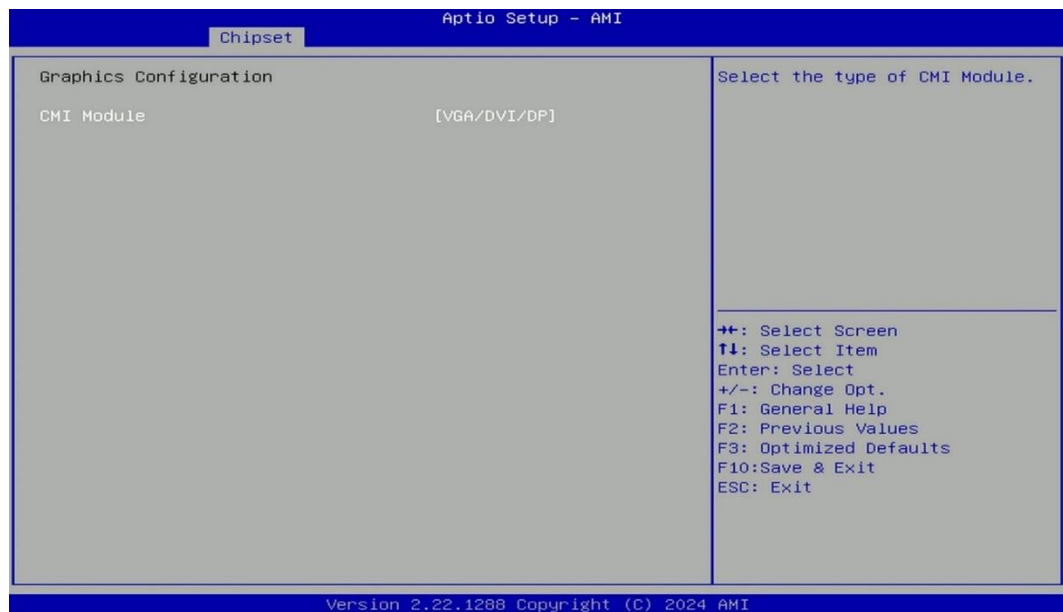 Aptio Setup – AMI
Chipset
Graphics Configuration
CMI Module [VGA/DVI/DP]
Select the type of CMI Module.
→←: Select Screen
↑↓: Select Item
Enter: Select
+/-: Change Opt.
F1: General Help
F2: Previous Values
F3: Optimized Defaults
F10:Save & Exit
ESC: Exit
Version 2.22.1288 Copyright (C) 2024 AMI